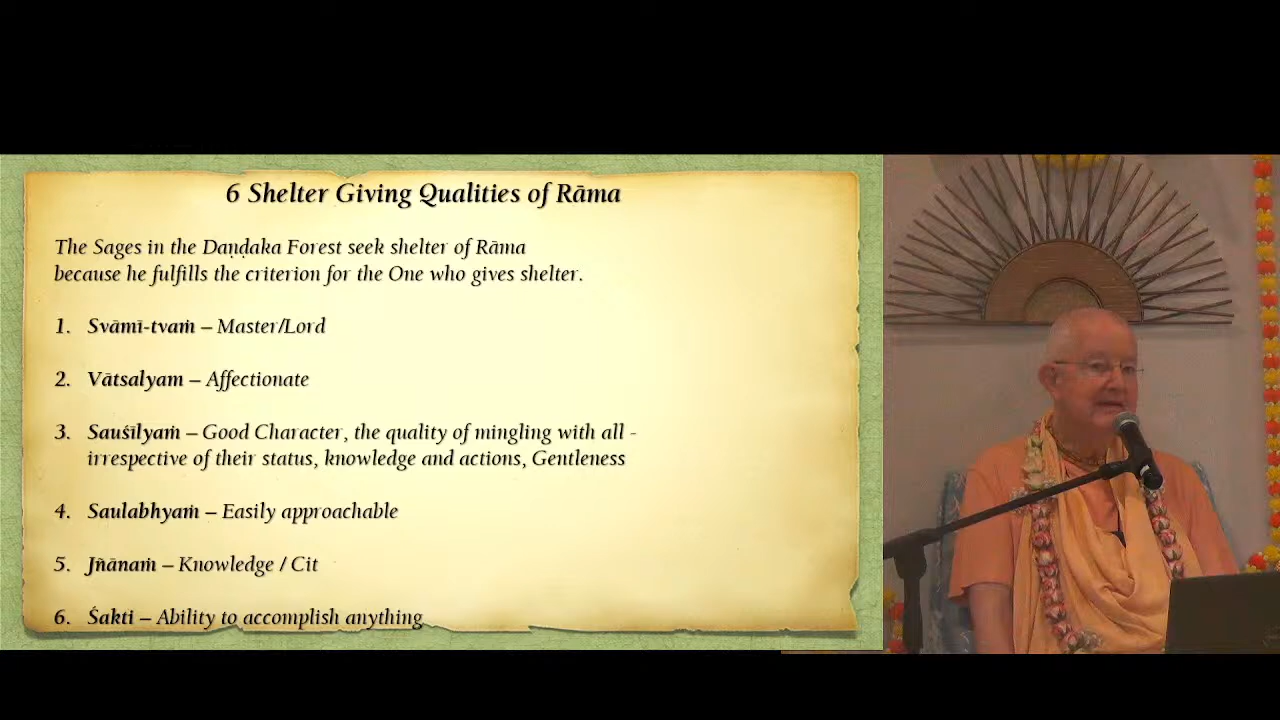 6 Shelter Giving Qualities of Rāma
The Sages in the Daṇḍaka Forest seek shelter of Rāma
because he fulfills the criterion for the One who gives shelter.
1. Svāmī-tvaṁ – Master/Lord
2. Vātsalyam – Affectionate
3. Sauśīlyaṁ – Good Character, the quality of mingling with all -
irrespective of their status, knowledge and actions, Gentleness
4. Saulabhyaṁ – Easily approachable
5. Jñānaṁ – Knowledge / Cit
6. Śakti – Ability to accomplish anything